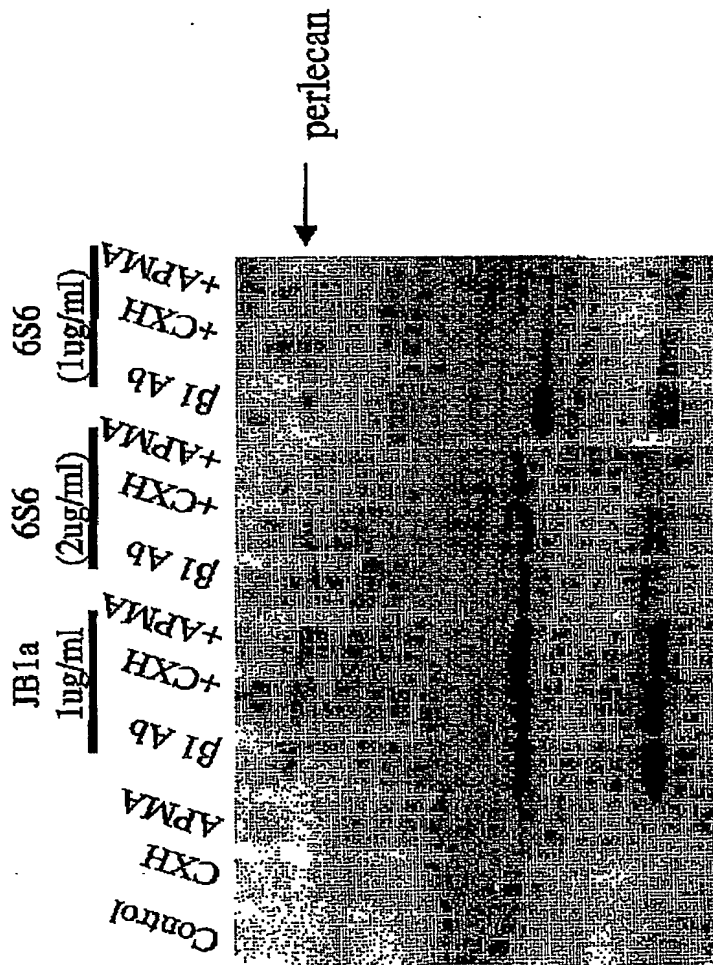 JB1a
1ug/ml
6S6
(2ug/ml)
6S6
(1ug/ml)
Control
CXH
APMA
β1 Ab
+CXH
+APMA
β1 Ab
+CXH
+APMA
β1 Ab
+CXH
+APMA
perlecan